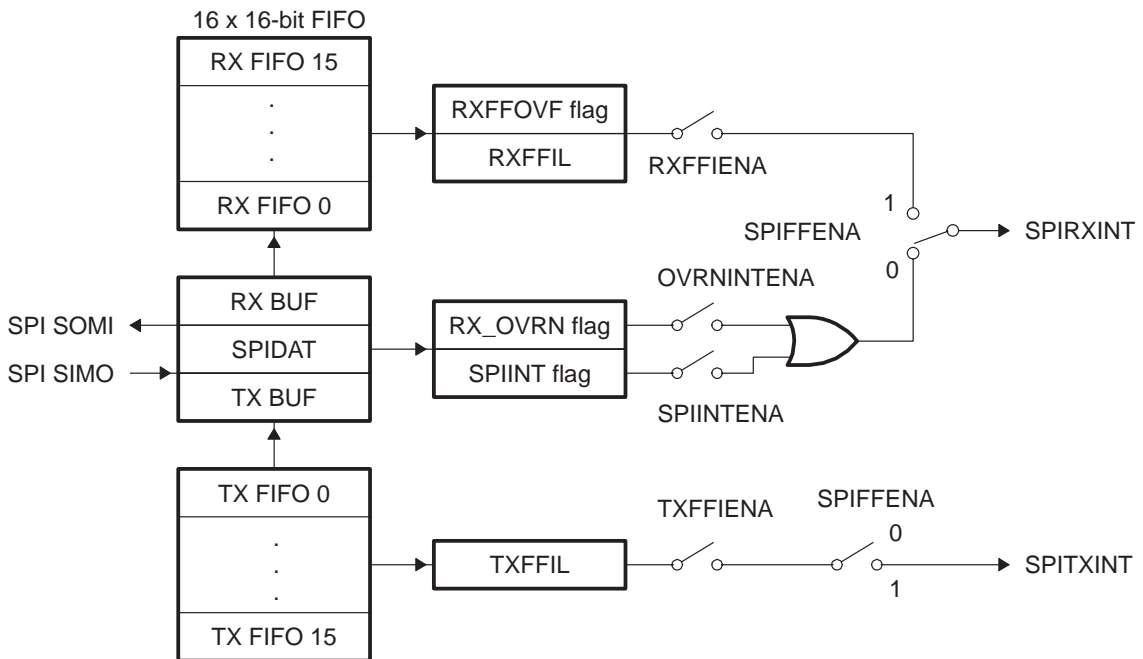 16 x 16-bit FIFO
RX FIFO 15
.
.
.
RX FIFO 0
RXFFOVF flag
RXFFIL
RXFFIENA
1
SPIFFENA
0
SPIRXINT
OVRNINTENA
RX BUF
SPI SOMI
SPIDAT
SPI SIMO
TX BUF
RX_OVRN flag
SPIINT flag
SPIINTENA
TX FIFO 0
.
.
.
TX FIFO 15
TXFFIL
TXFFIENA
SPIFFENA
0
1
SPITXINT